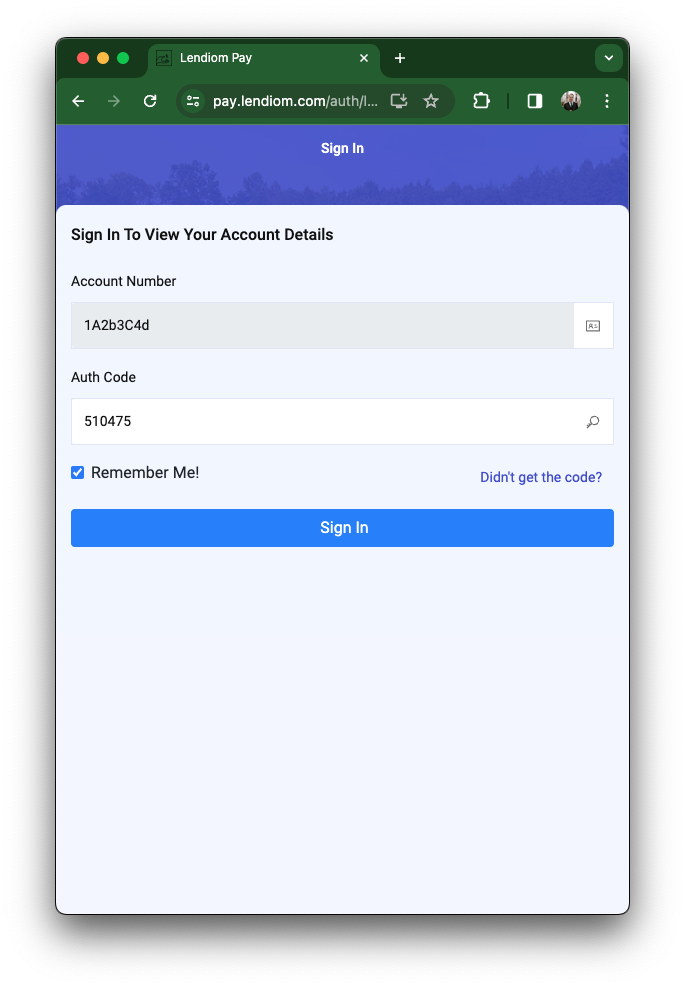 Lendiom Pay
pay.lendiom.com/auth/l...
Sign In
Sign In To View Your Account Details
Account Number
1A2b3C4d
Auth Code
510475
Remember Me!
Didn't get the code?
Sign In